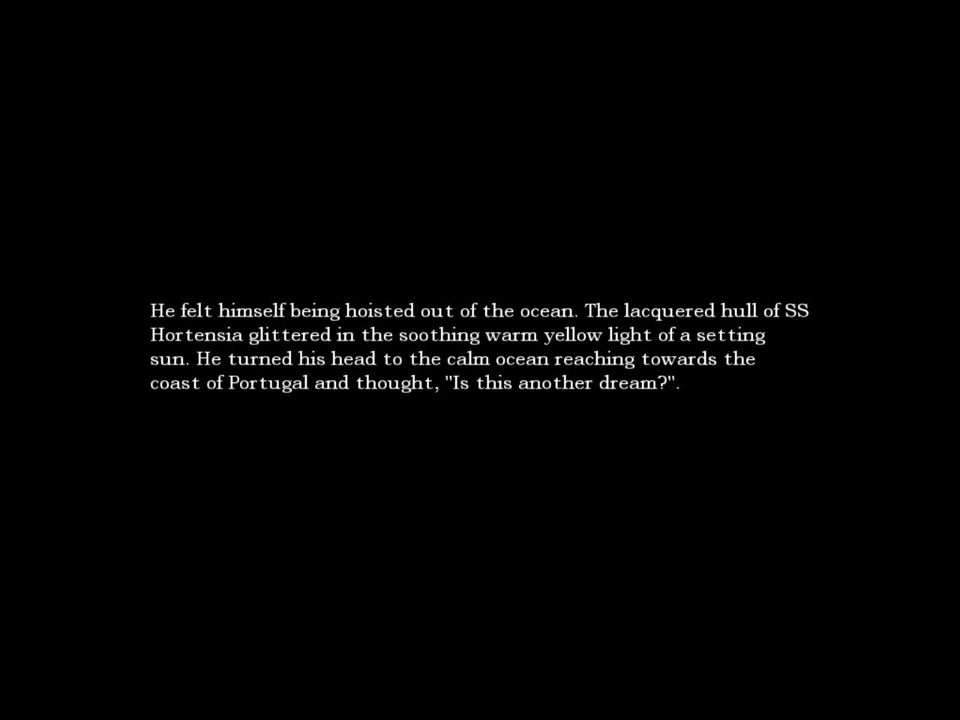 He felt himself being hoisted out of the ocean. The lacquered hull of SS
Hortensia glittered in the soothing warm yellow light of a setting
sun. He turned his head to the calm ocean reaching towards the
coast of Portugal and thought, "Is this another dream?".